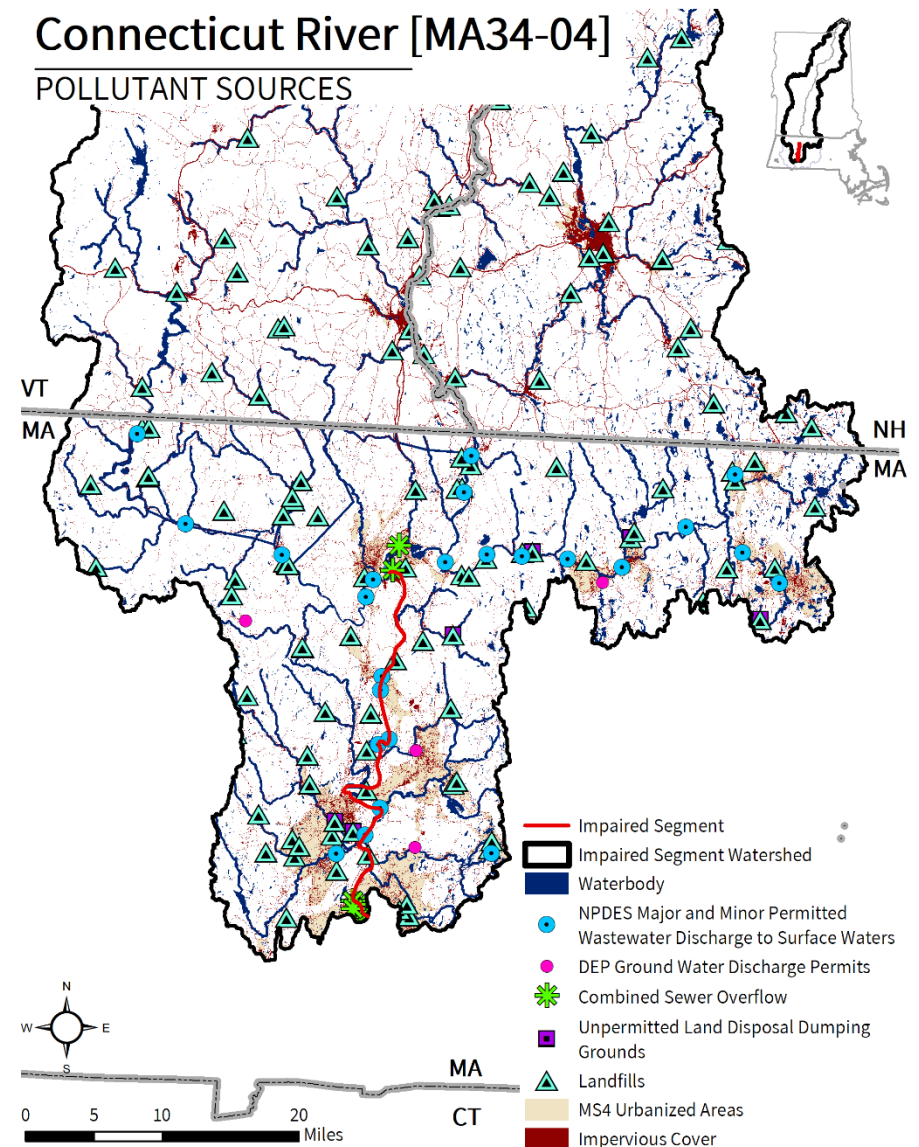 Connecticut River [MA34-04]
POLLUTANT SOURCES
VT
MA
NH
MA
Impaired Segment
Impaired Segment Watershed
Waterbody
NPDES Major and Minor Permitted
Wastewater Discharge to Surface Waters
DEP Ground Water Discharge Permits
Combined Sewer Overflow
Unpermitted Land Disposal Dumping
Grounds
Landfills
MS4 Urbanized Areas
Impervious Cover
N
W E
S
MA
CT
0 5 10 20
Miles